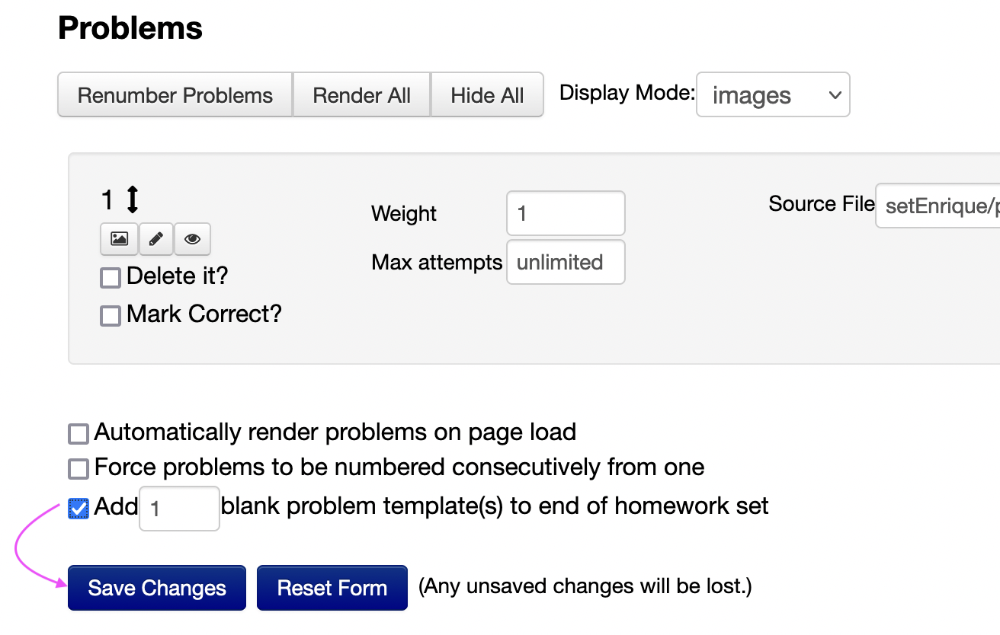 Problems
Renumber Problems Render All Hide All Display Mode: images
1 Weight 1 Source File setEnrique/p
Max attempts unlimited
Delete it?
Mark Correct?
Automatically render problems on page load
Force problems to be numbered consecutively from one
Add 1 blank problem template(s) to end of homework set
Save Changes Reset Form (Any unsaved changes will be lost.)